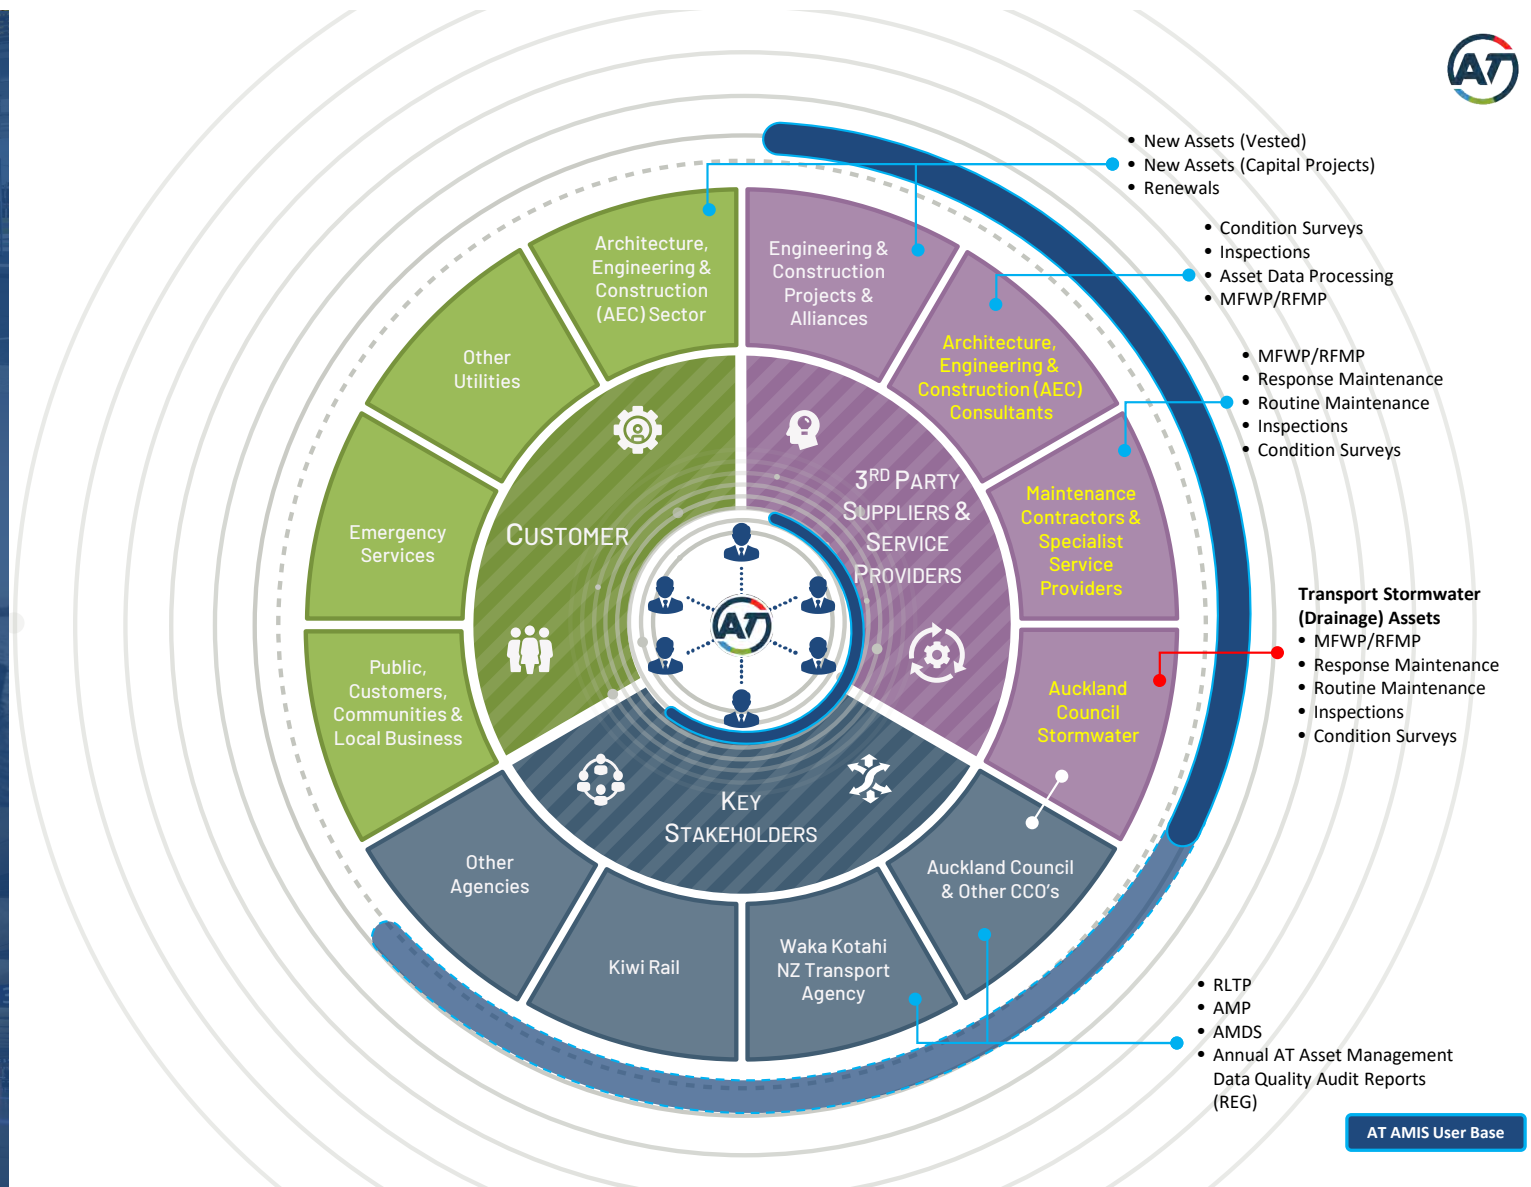 AT
• New Assets (Vested)
• New Assets (Capital Projects)
• Renewals
• Condition Surveys
• Inspections
• Asset Data Processing
• MFWP/RFMP
• MFWP/RFMP
• Response Maintenance
• Routine Maintenance
• Inspections
• Condition Surveys
Transport Stormwater
(Drainage) Assets
• MFWP/RFMP
• Response Maintenance
• Routine Maintenance
• Inspections
• Condition Surveys
• RLTP
• AMP
• AMDS
• Annual AT Asset Management
Data Quality Audit Reports
(REG)
AT AMIS User Base
Architecture,
Engineering &
Construction
(AEC) Sector
Other
Utilities
Emergency
Services
Public,
Customers,
Communities &
Local Business
Engineering &
Construction
Projects &
Alliances
Architecture,
Engineering &
Construction (AEC)
Consultants
Maintenance
Contractors &
Specialist
Service
Providers
Auckland
Council
Stormwater
Auckland Council
& Other CCO's
Waka Kotahi
NZ Transport
Agency
Kiwi Rail
Other
Agencies
CUSTOMER
3RD PARTY
SUPPLIERS &
SERVICE
PROVIDERS
KEY
STAKEHOLDERS
AT